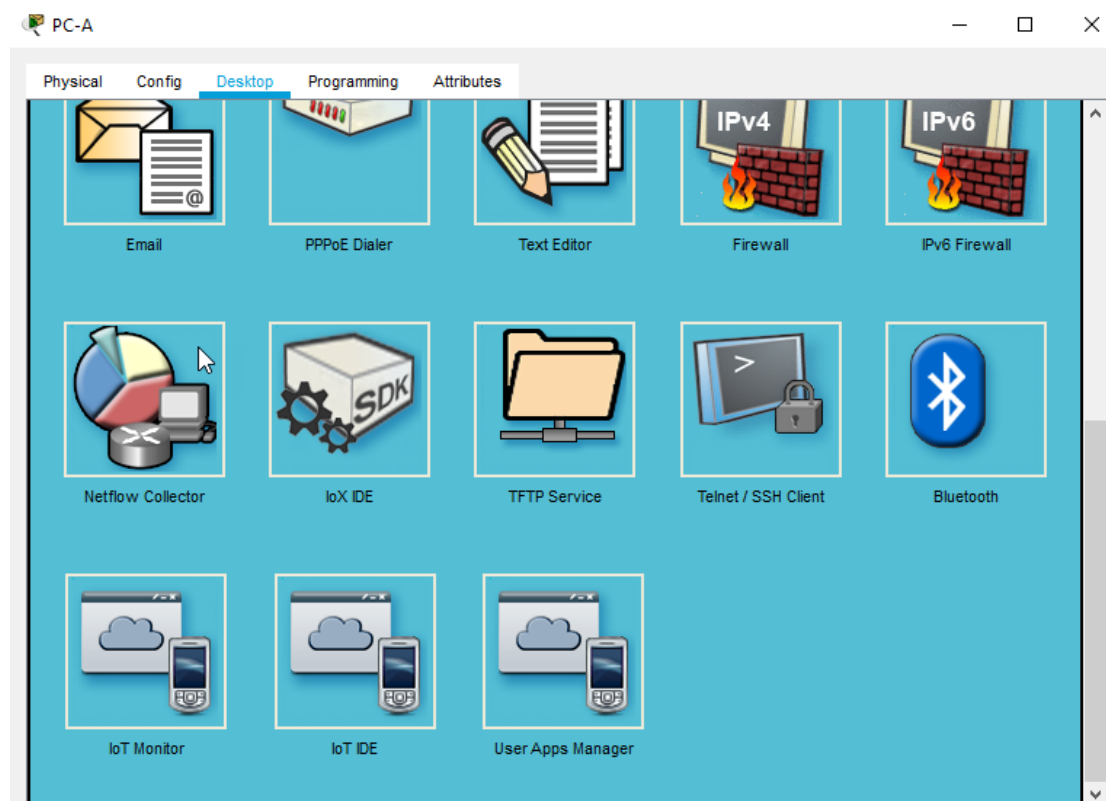 PC-A
Physical Config Desktop Programming Attributes
IPv4 IPv6
@
Email PPPoE Dialer Text Editor Firewall IPv6 Firewall
SDK >
Netflow Collector IoX IDE TFTP Service Telnet / SSH Client Bluetooth
IoT Monitor IoT IDE User Apps Manager